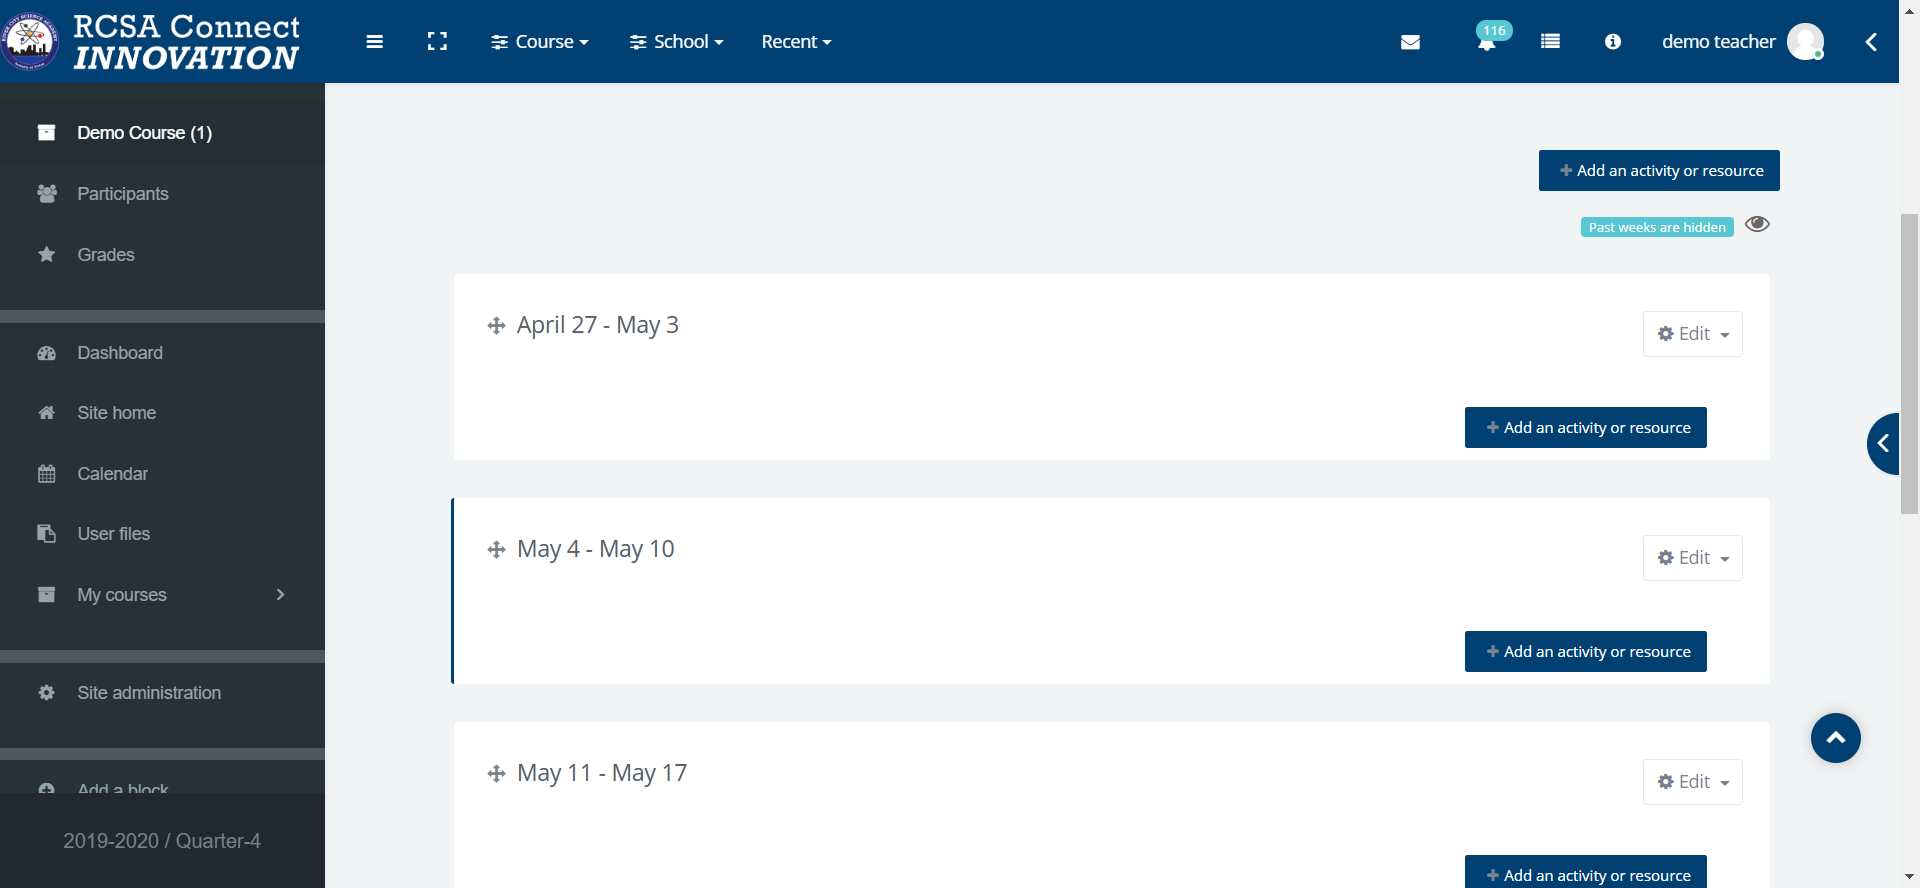 RCSA Connect
INNOVATION
Course
School
Recent
116
demo teacher
Demo Course (1)
Participants
Grades
Dashboard
Site home
Calendar
User files
My courses
Site administration
Add a block
2019-2020 / Quarter-4
+ Add an activity or resource
Past weeks are hidden
April 27 - May 3
Edit
+ Add an activity or resource
May 4 - May 10
Edit
+ Add an activity or resource
May 11 - May 17
Edit
+ Add an activity or resource